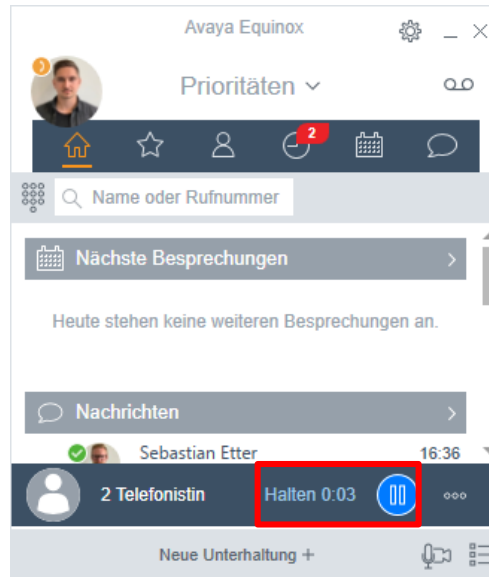 Avaya Equinox
Prioritäten
2
Name oder Rufnummer
Nächste Besprechungen
Heute stehen keine weiteren Besprechungen an.
Nachrichten
Sebastian Etter 16:36
2 Telefonistin Halten 0:03
Neue Unterhaltung +